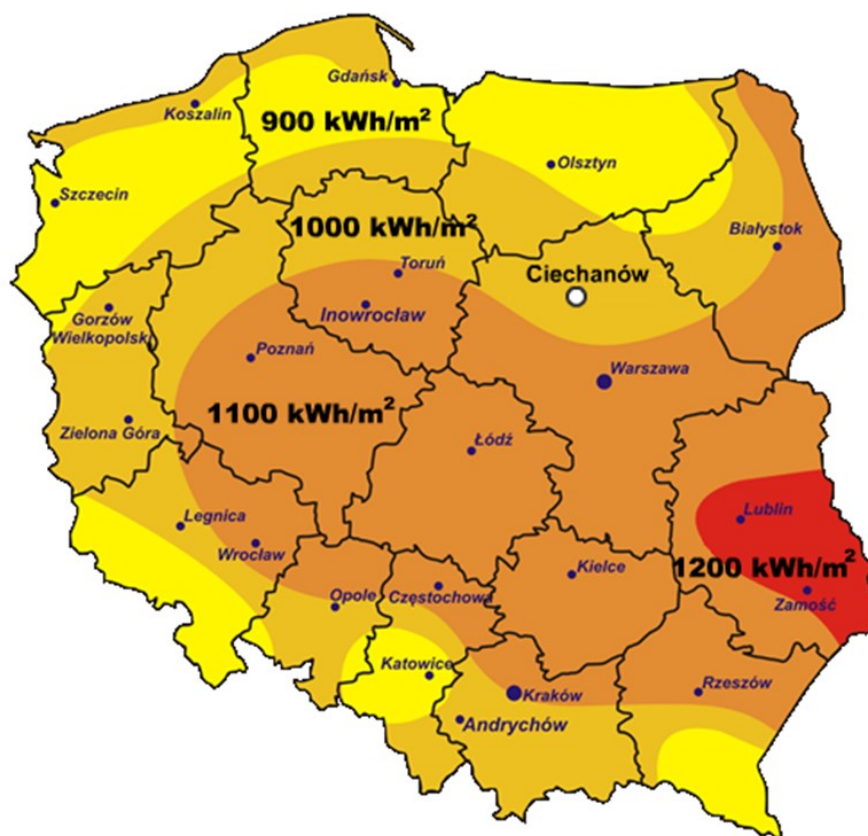 Gdańsk
Koszalin
900 kWh/m²
Olsztyn
Szczecin
1000 kWh/m²
Białystok
Toruń
Ciechanów
Gorzów
Wielkopolski
Inowrocław
Poznań
Warszawa
1100 kWh/m²
Zielona Góra
Łódź
Legnica
Lublin
Wrocław
Kielce
1200 kWh/m²
Opole
Częstochowa
Zamość
Katowice
Kraków
Rzeszów
Andrychów